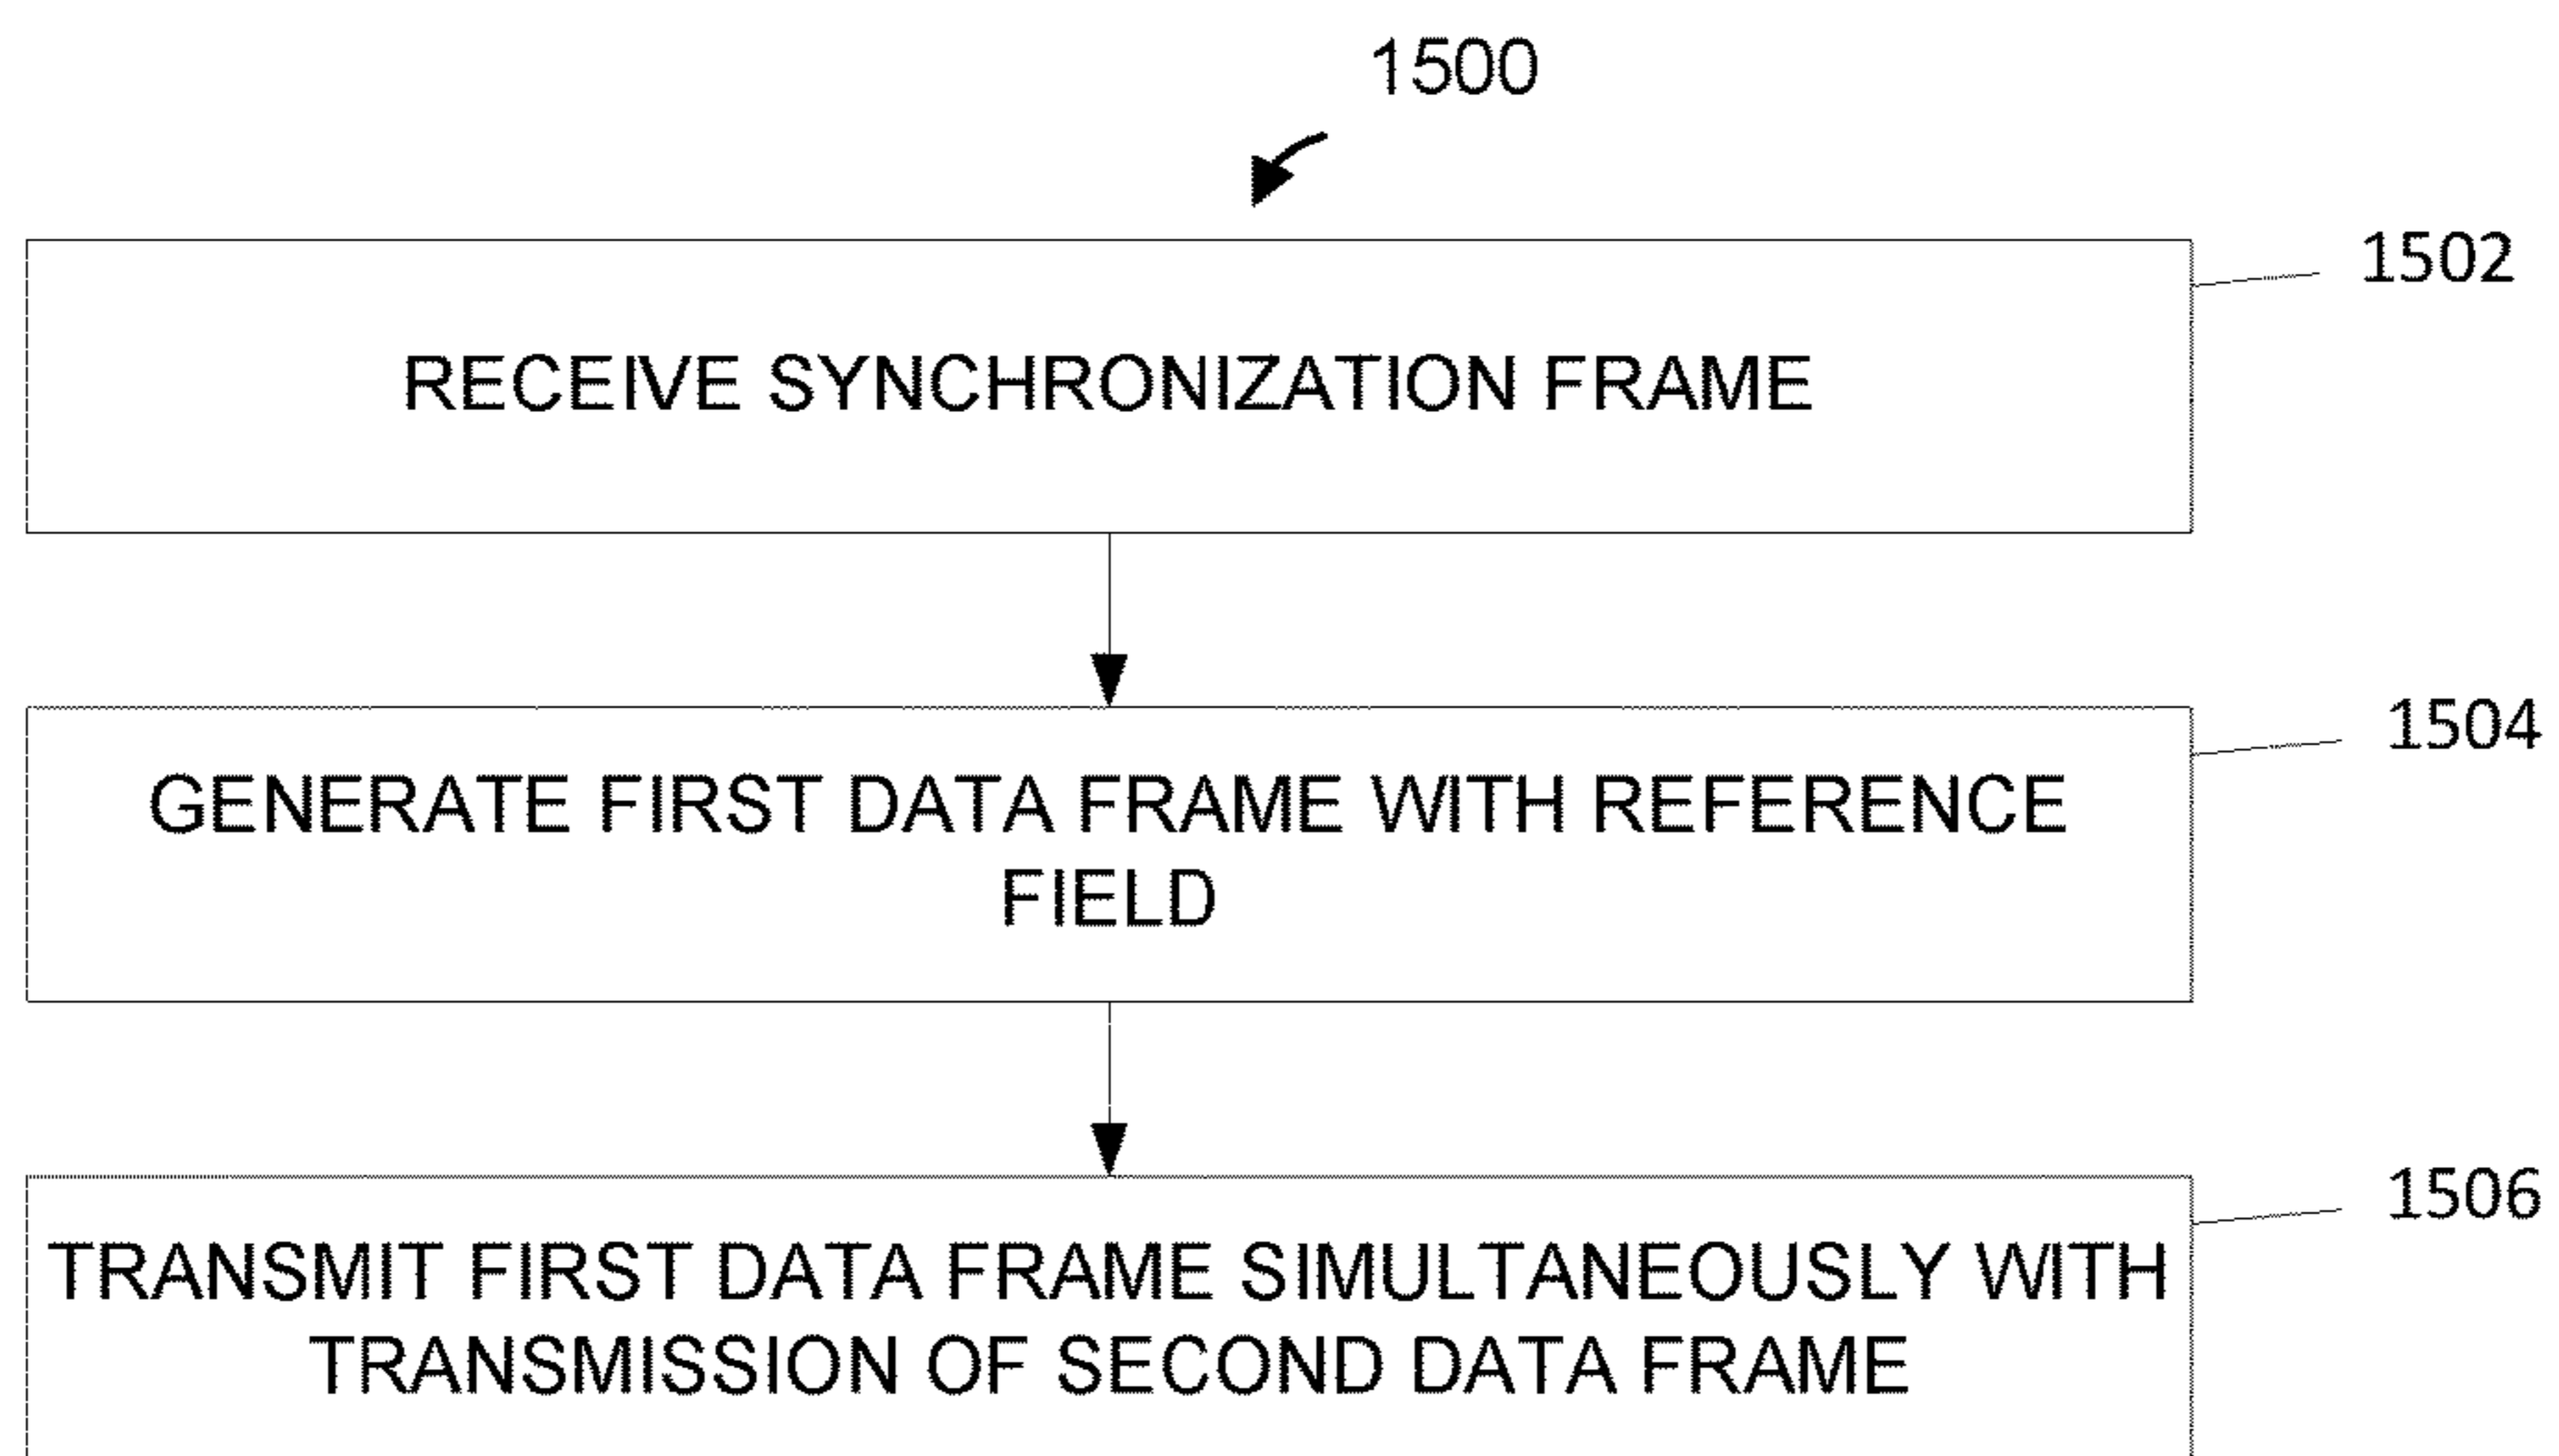 1500
1502
RECEIVE SYNCHRONIZATION FRAME
1504
GENERATE FIRST DATA FRAME WITH REFERENCE
FIELD
1506
TRANSMIT FIRST DATA FRAME SIMULTANEOUSLY WITH
TRANSMISSION OF SECOND DATA FRAME